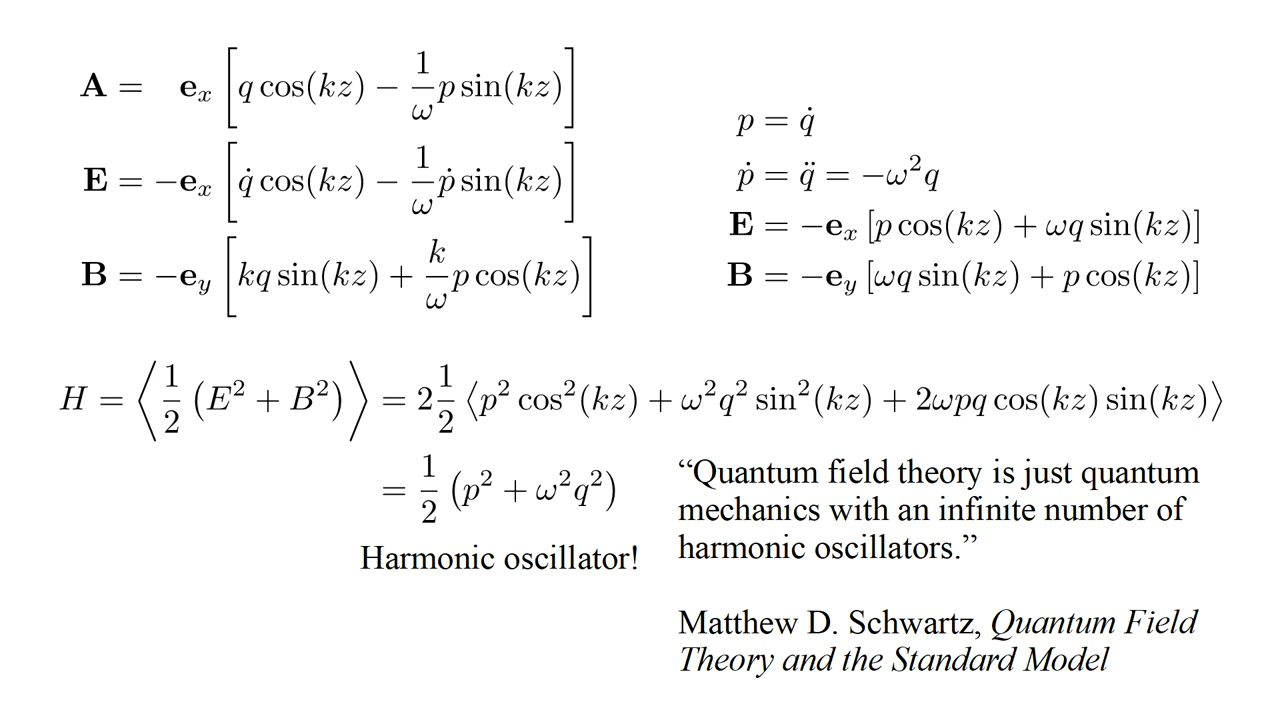 A = e_x [q cos(kz) − 1/ω p sin(kz)]
E = −e_x [q̇ cos(kz) − 1/ω ṗ sin(kz)]
B = −e_y [kq sin(kz) + k/ω p cos(kz)]
p = q̇
ṗ = q̈ = −ω²q
E = −e_x [p cos(kz) + ωq sin(kz)]
B = −e_y [ωq sin(kz) + p cos(kz)]
H = ⟨1/2 (E² + B²)⟩ = 2 1/2 ⟨p² cos²(kz) + ω²q² sin²(kz) + 2ωpq cos(kz) sin(kz)⟩
= 1/2 (p² + ω²q²)
Harmonic oscillator!
“Quantum field theory is just quantum
mechanics with an infinite number of
harmonic oscillators.”
Matthew D. Schwartz, Quantum Field
Theory and the Standard Model